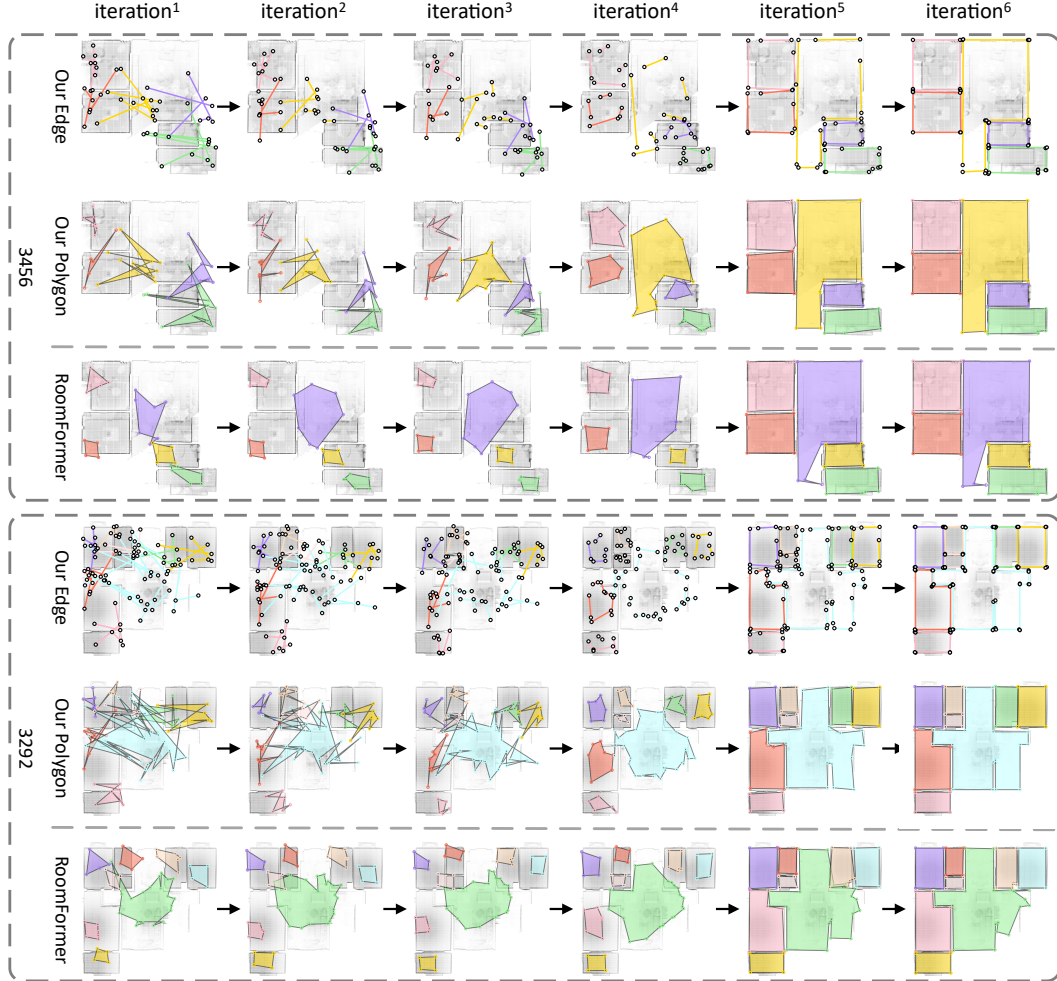 iteration1 iteration2 iteration3 iteration4 iteration5 iteration6
3456
Our Edge
Our Polygon
RoomFormer
3292
Our Edge
Our Polygon
RoomFormer